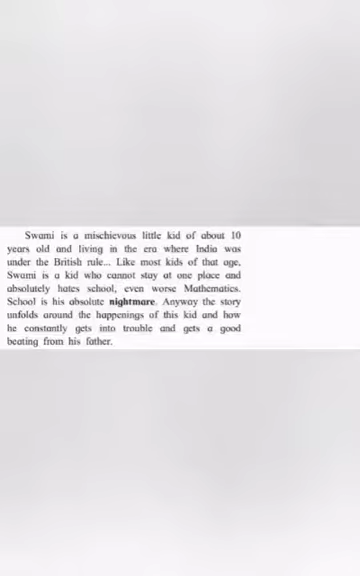 Swami is a mischievous little kid of about 10
years old and living in the era where India was
under the British rule... Like most kids of that age,
Swami is a kid who cannot stay at one place and
absolutely hates school, even worse Mathematics.
School is his absolute nightmare. Anyway the story
unfolds around the happenings of this kid and how
he constantly gets into trouble and gets a good
beating from his father.